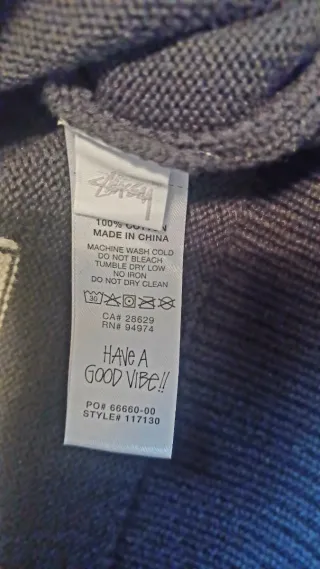 Stüssy
100% COTTON
MADE IN CHINA
MACHINE WASH COLD
DO NOT BLEACH
TUMBLE DRY LOW
NO IRON
DO NOT DRY CLEAN
30
CA# 28629
RN# 94974
HAVE A
GOOD VIBE!!
PO# 66660-00
STYLE# 117130